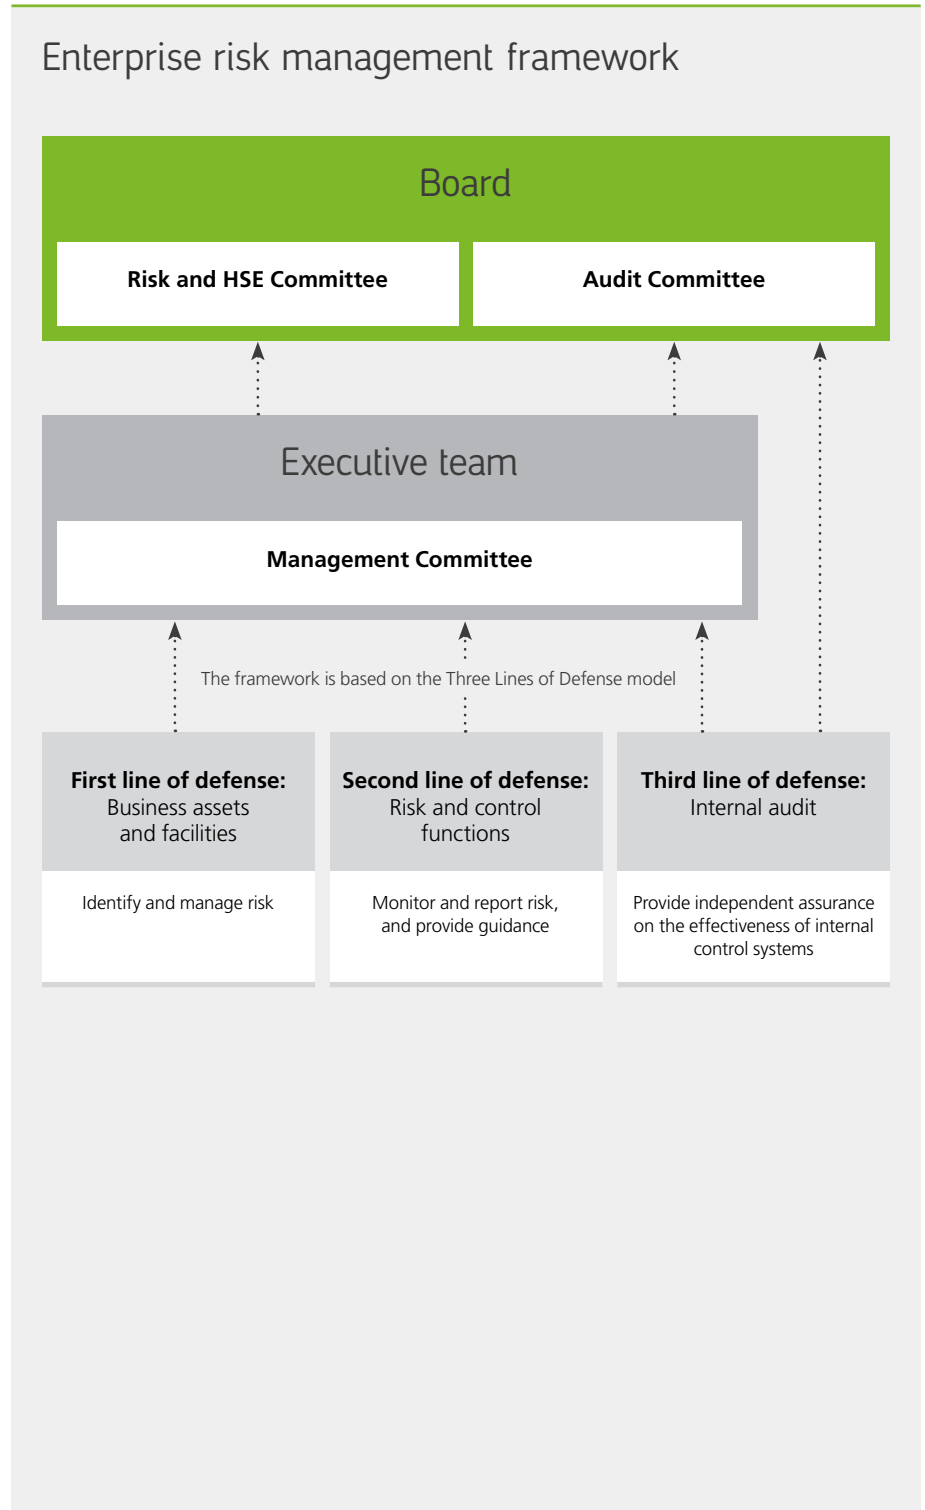 Enterprise risk management framework
Board
Risk and HSE Committee
Audit Committee
Executive team
Management Committee
The framework is based on the Three Lines of Defense model
First line of defense:
Business assets
and facilities
Identify and manage risk
Second line of defense:
Risk and control
functions
Monitor and report risk,
and provide guidance
Third line of defense:
Internal audit
Provide independent assurance
on the effectiveness of internal
control systems